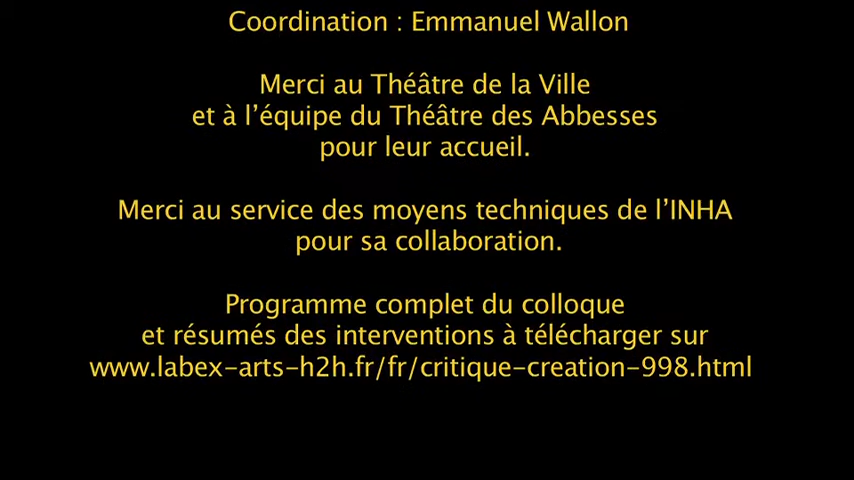 Coordination : Emmanuel Wallon
Merci au Théâtre de la Ville
et à l’équipe du Théâtre des Abbesses
pour leur accueil.
Merci au service des moyens techniques de l’INHA
pour sa collaboration.
Programme complet du colloque
et résumés des interventions à télécharger sur
www.labex-arts-h2h.fr/fr/critique-creation-998.html